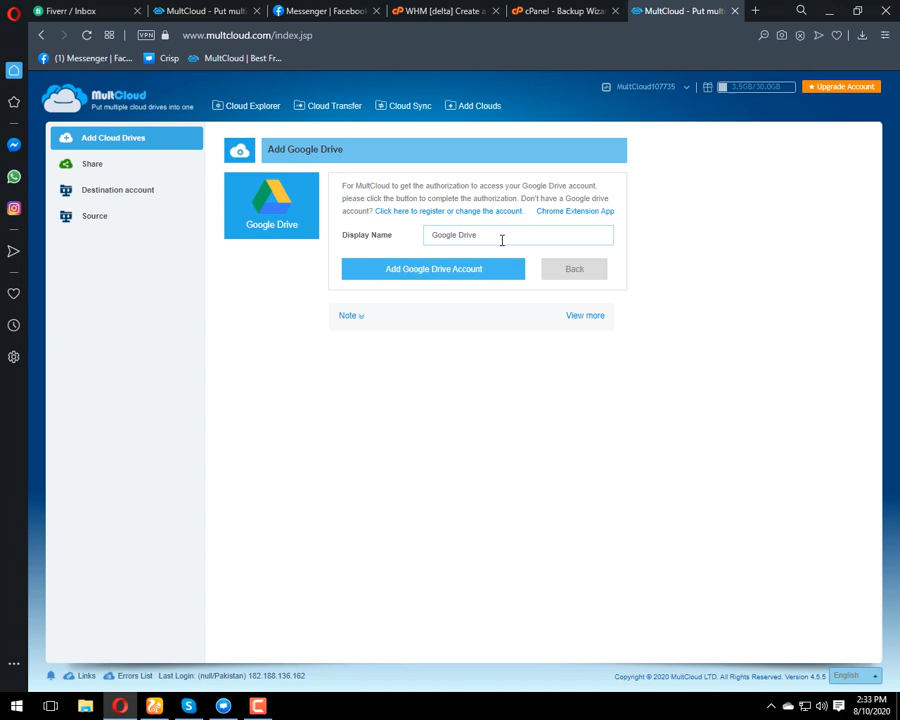 Fiverr / Inbox
MultCloud - Put mult
Messenger | Facebook
WHM [delta] Create a
cPanel - Backup Wiza
MultCloud - Put mult
VPN
www.multcloud.com/index.jsp
(1) Messenger | Fac...
Crisp
MultCloud | Best Fr...
MultCloud
Put multiple cloud drives into one
Cloud Explorer
Cloud Transfer
Cloud Sync
Add Clouds
MultCloud107735
3.5GB/30.0GB
Upgrade Account
Add Cloud Drives
Share
Destination account
Source
Add Google Drive
Google Drive
For MultCloud to get the authorization to access your Google Drive account,
please click the button to complete the authorization. Don't have a Google drive
account? Click here to register or change the account. Chrome Extension App
Display Name
Google Drive
Add Google Drive Account
Back
Note
View more
Links
Errors List
Last Login: (null/Pakistan) 182.188.136.162
Copyright © 2020 MultCloud LTD. All Rights Reserved. Version 4.5.5
English
2:33 PM
8/10/2020